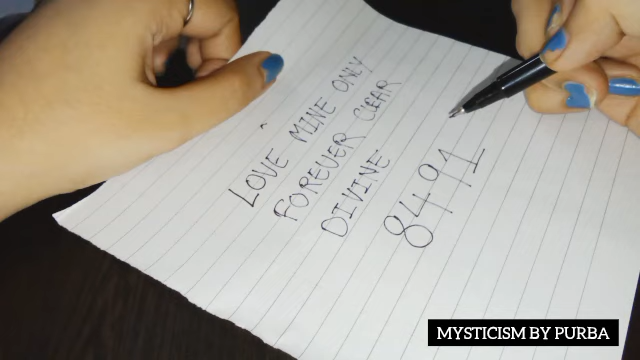 LOVE MINE ONLY
FOREVER CLEAR
DIVINE
8491
MYSTICISM BY PURBA